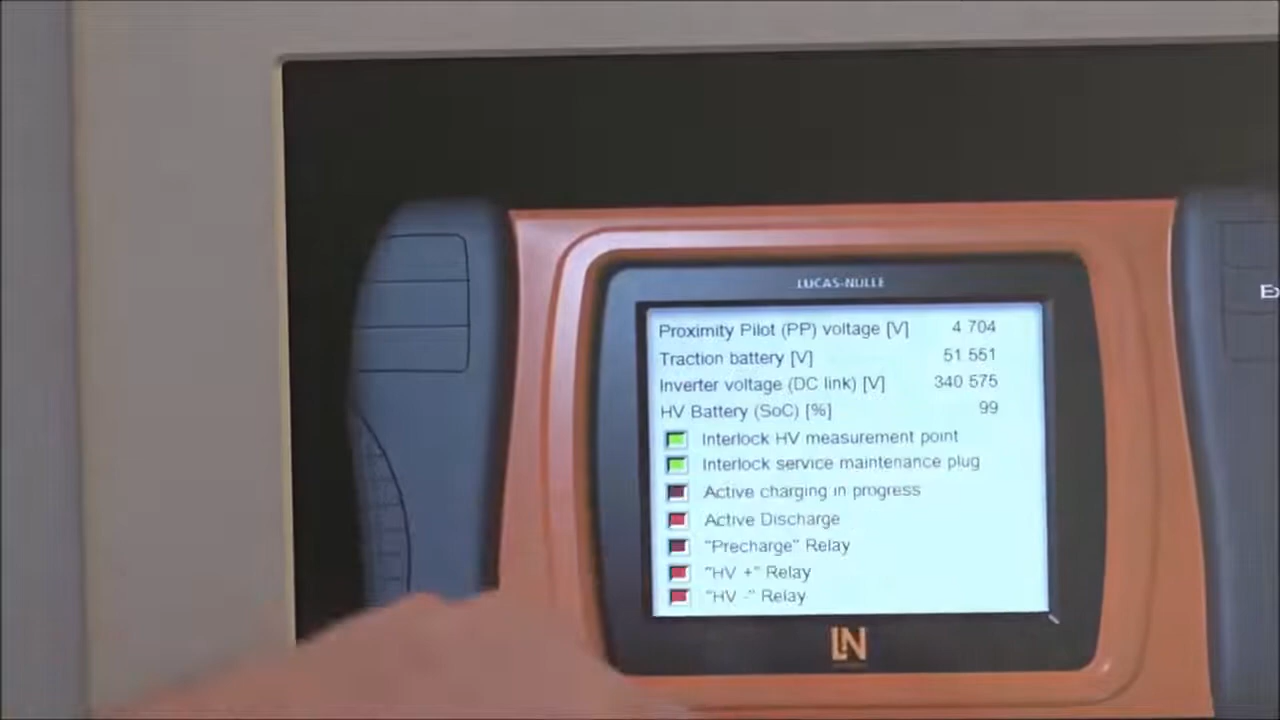 LUCAS-NÜLLE
Proximity Pilot (PP) voltage [V] 4 704
Traction battery [V] 51 551
Inverter voltage (DC link) [V] 340 575
HV Battery (SoC) [%] 99
Interlock HV measurement point
Interlock service maintenance plug
Active charging in progress
Active Discharge
"Precharge" Relay
"HV +" Relay
"HV -" Relay
LN